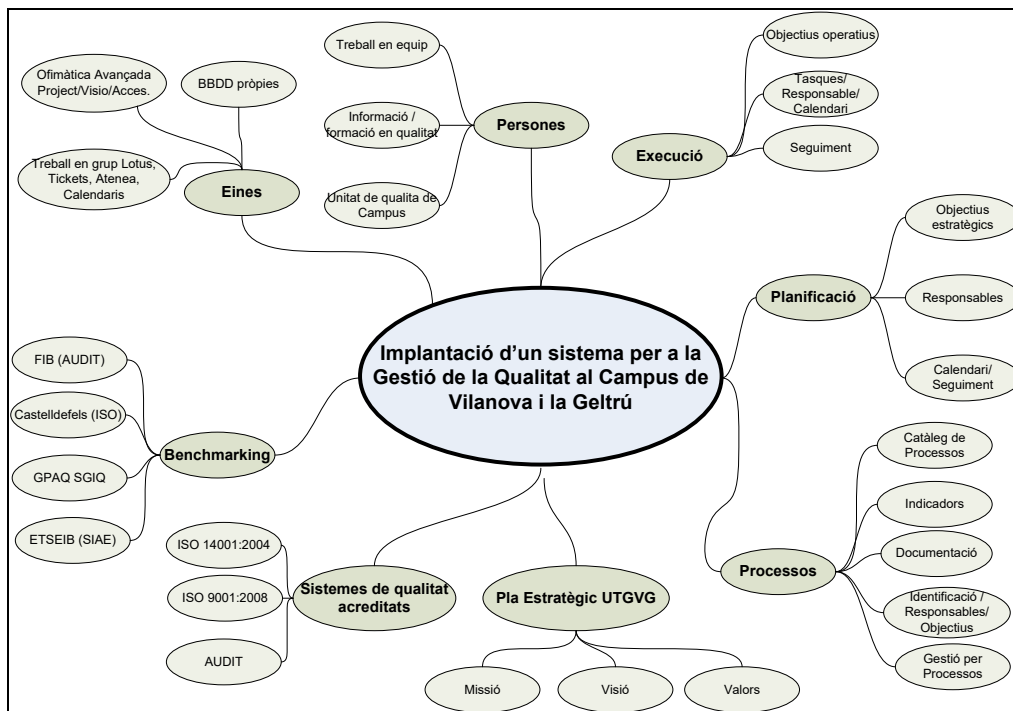 Ofimàtica Avançada
Project/Visio/Acces.
BBDD pròpies
Treball en grup Lotus,
Tickets, Atenea,
Calendaris
Eines
Treball en equip
Informació /
formació en qualitat
Unitat de qualita de
Campus
Persones
Objectius operatius
Tasques/
Responsable/
Calendari
Seguiment
Execució
Objectius
estratègics
Responsables
Calendari/
Seguiment
Planificació
Implantació d'un sistema per a la
Gestió de la Qualitat al Campus de
Vilanova i la Geltrú
FIB (AUDIT)
Castelldefels (ISO)
GPAQ SGIQ
ETSEIB (SIAE)
Benchmarking
ISO 14001:2004
ISO 9001:2008
AUDIT
Sistemes de qualitat
acreditats
Pla Estratègic UTGVG
Missió
Visió
Valors
Processos
Catàleg de
Processos
Indicadors
Documentació
Identificació /
Responsables/
Objectius
Gestió per
Processos